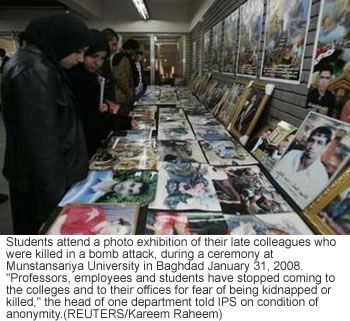 Students attend a photo exhibition of their late colleagues who
were killed in a bomb attack, during a ceremony at
Munstansariya University in Baghdad January 31, 2008.
"Professors, employees and students have stopped coming to
the colleges and to their offices for fear of being kidnapped or
killed," the head of one department told IPS on condition of
anonymity.(REUTERS/Kareem Raheem)